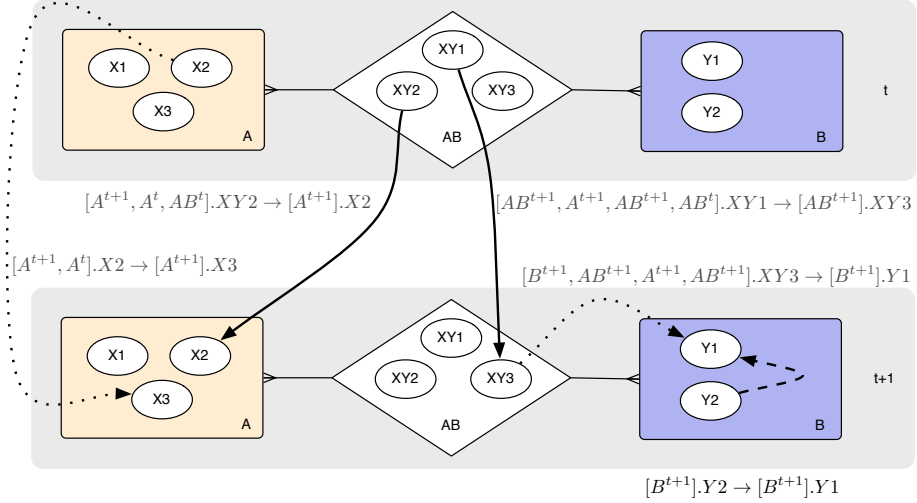 X1
X2
X3
A
XY1
XY2
XY3
AB
Y1
Y2
B
t
[A^{t+1}, A^t, AB^t].XY2 → [A^{t+1}].X2
[AB^{t+1}, A^{t+1}, AB^{t+1}, AB^t].XY1 → [AB^{t+1}].XY3
[A^{t+1}, A^t].X2 → [A^{t+1}].X3
[B^{t+1}, AB^{t+1}, A^{t+1}, AB^{t+1}].XY3 → [B^{t+1}].Y1
X1
X2
X3
A
XY1
XY2
XY3
AB
Y1
Y2
B
t+1
[B^{t+1}].Y2 → [B^{t+1}].Y1